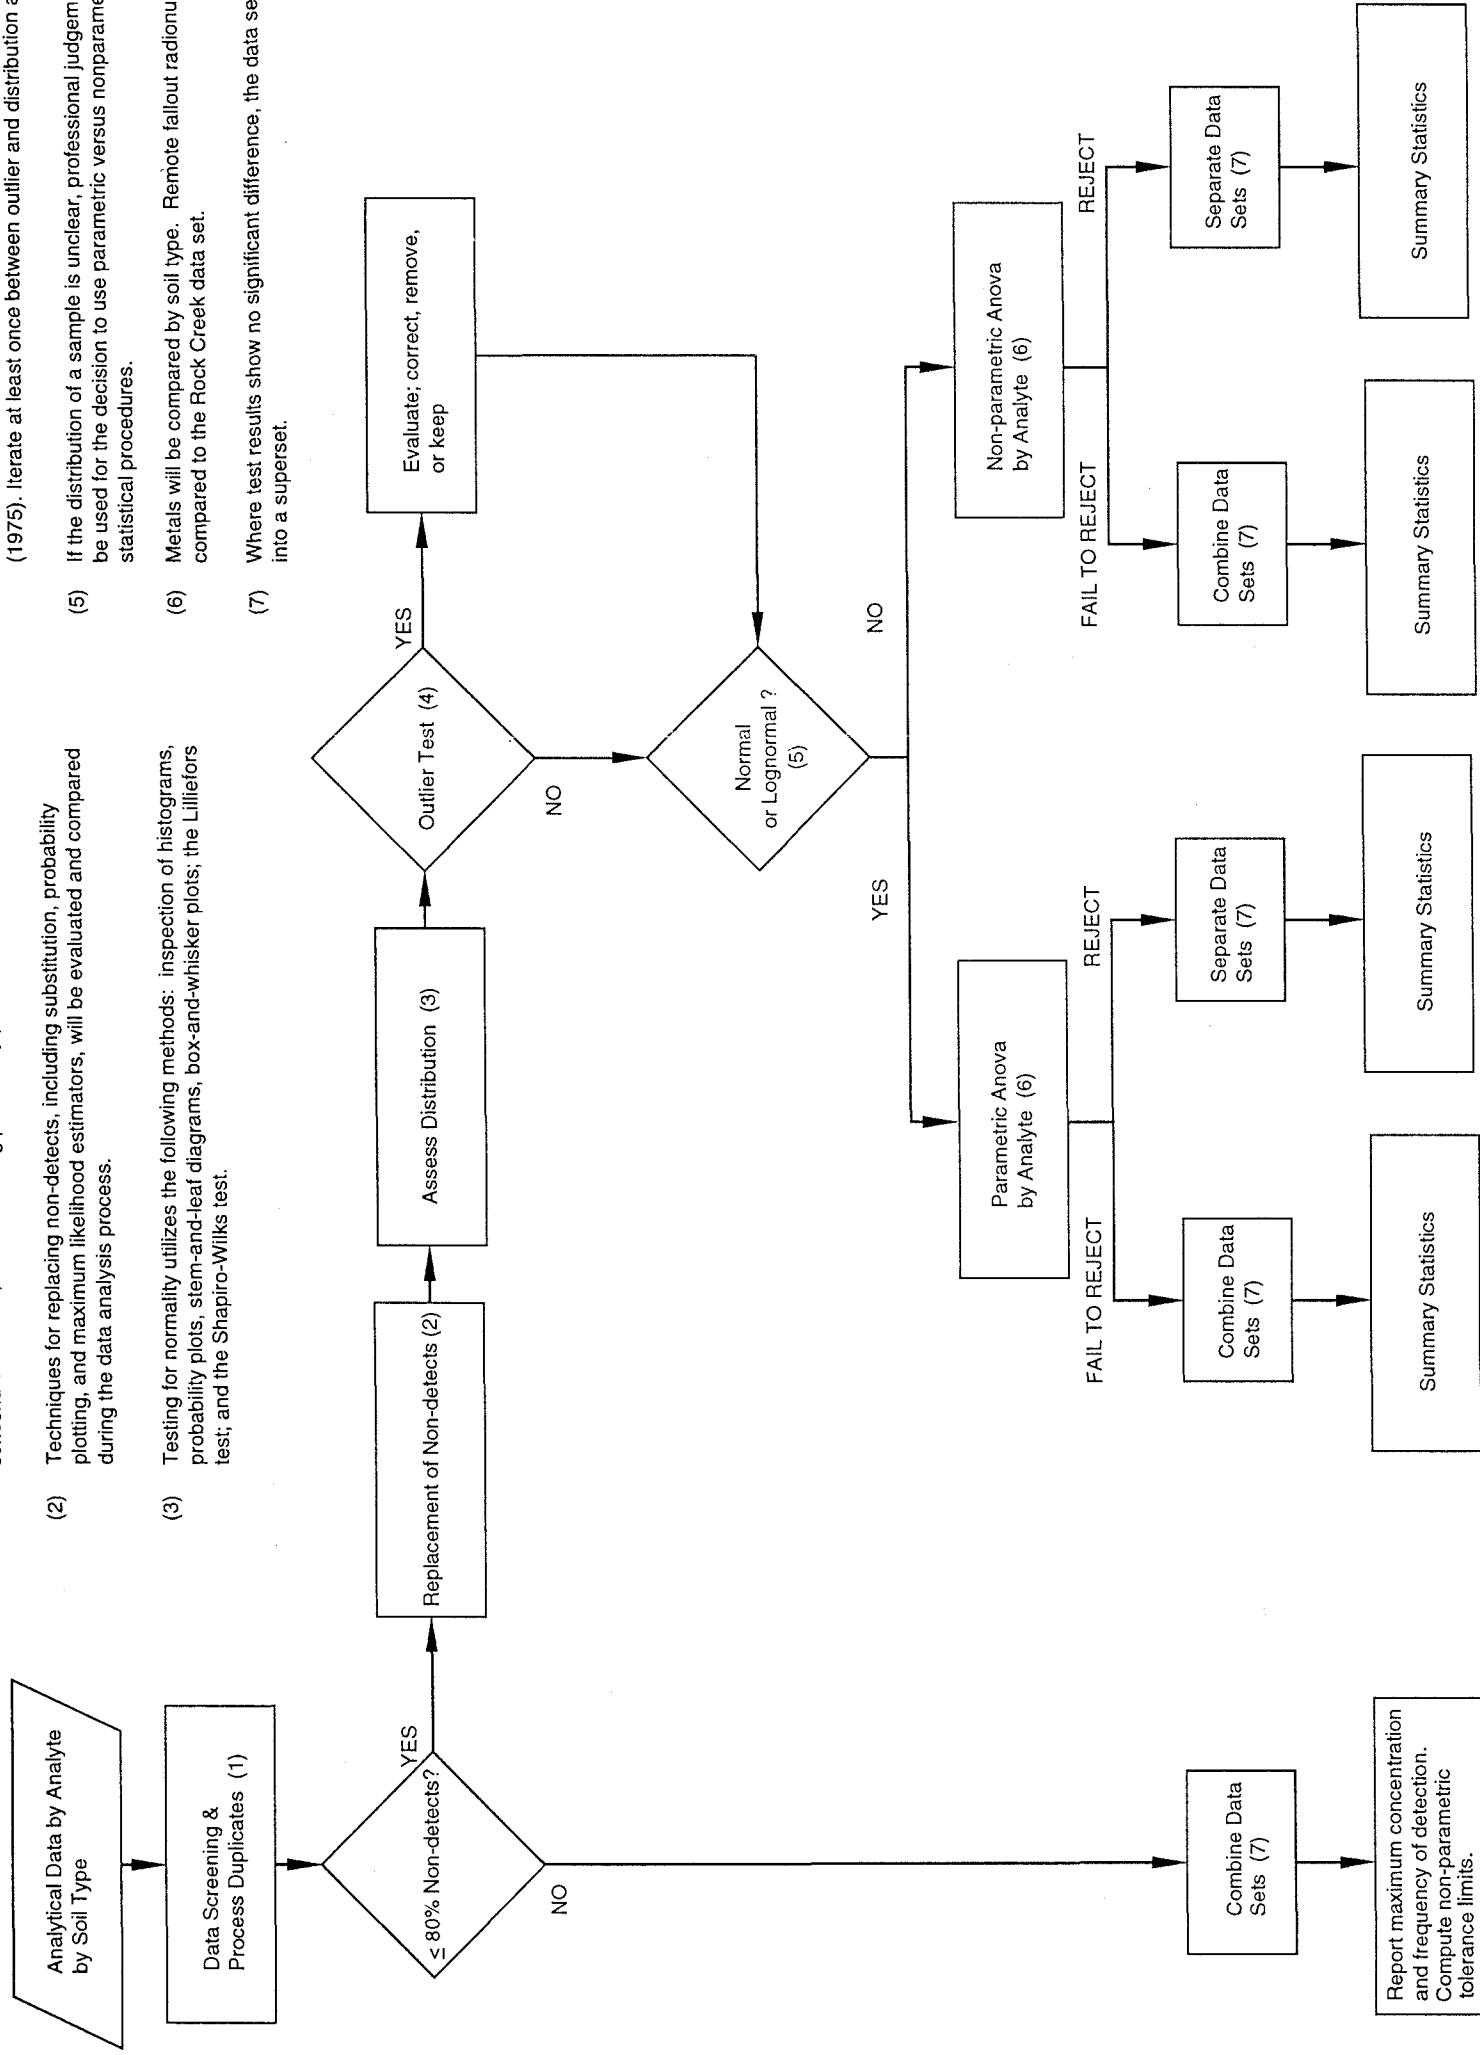 (2) Techniques for replacing non-detects, including substitution, probability
plotting, and maximum likelihood estimators, will be evaluated and compared
during the data analysis process.
(3) Testing for normality utilizes the following methods: inspection of histograms,
probability plots, stem-and-leaf diagrams, box-and-whisker plots; the Lilliefors
test; and the Shapiro-Wilks test.
(1975). Iterate at least once between outlier and distribution
(5) If the distribution of a sample is unclear, professional
be used for the decision to use parametric versus
statistical procedures.
(6) Metals will be compared by soil type. Remote fallout
compared to the Rock Creek data set.
(7) Where test results show no significant difference, the data
into a superset.
Analytical Data by Analyte
by Soil Type
Data Screening &
Process Duplicates (1)
≤ 80% Non-detects?
YES
NO
Replacement of Non-detects (2)
Assess Distribution (3)
Outlier Test (4)
YES
NO
Evaluate; correct, remove,
or keep
Normal
or Lognormal ?
(5)
YES
NO
Parametric Anova
by Analyte (6)
Non-parametric Anova
by Analyte (6)
FAIL TO REJECT
REJECT
FAIL TO REJECT
REJECT
Combine Data
Sets (7)
Combine Data
Sets (7)
Separate Data
Sets (7)
Combine Data
Sets (7)
Separate Data
Sets (7)
Report maximum concentration
and frequency of detection.
Compute non-parametric
tolerance limits.
Summary Statistics
Summary Statistics
Summary Statistics
Summary Statistics